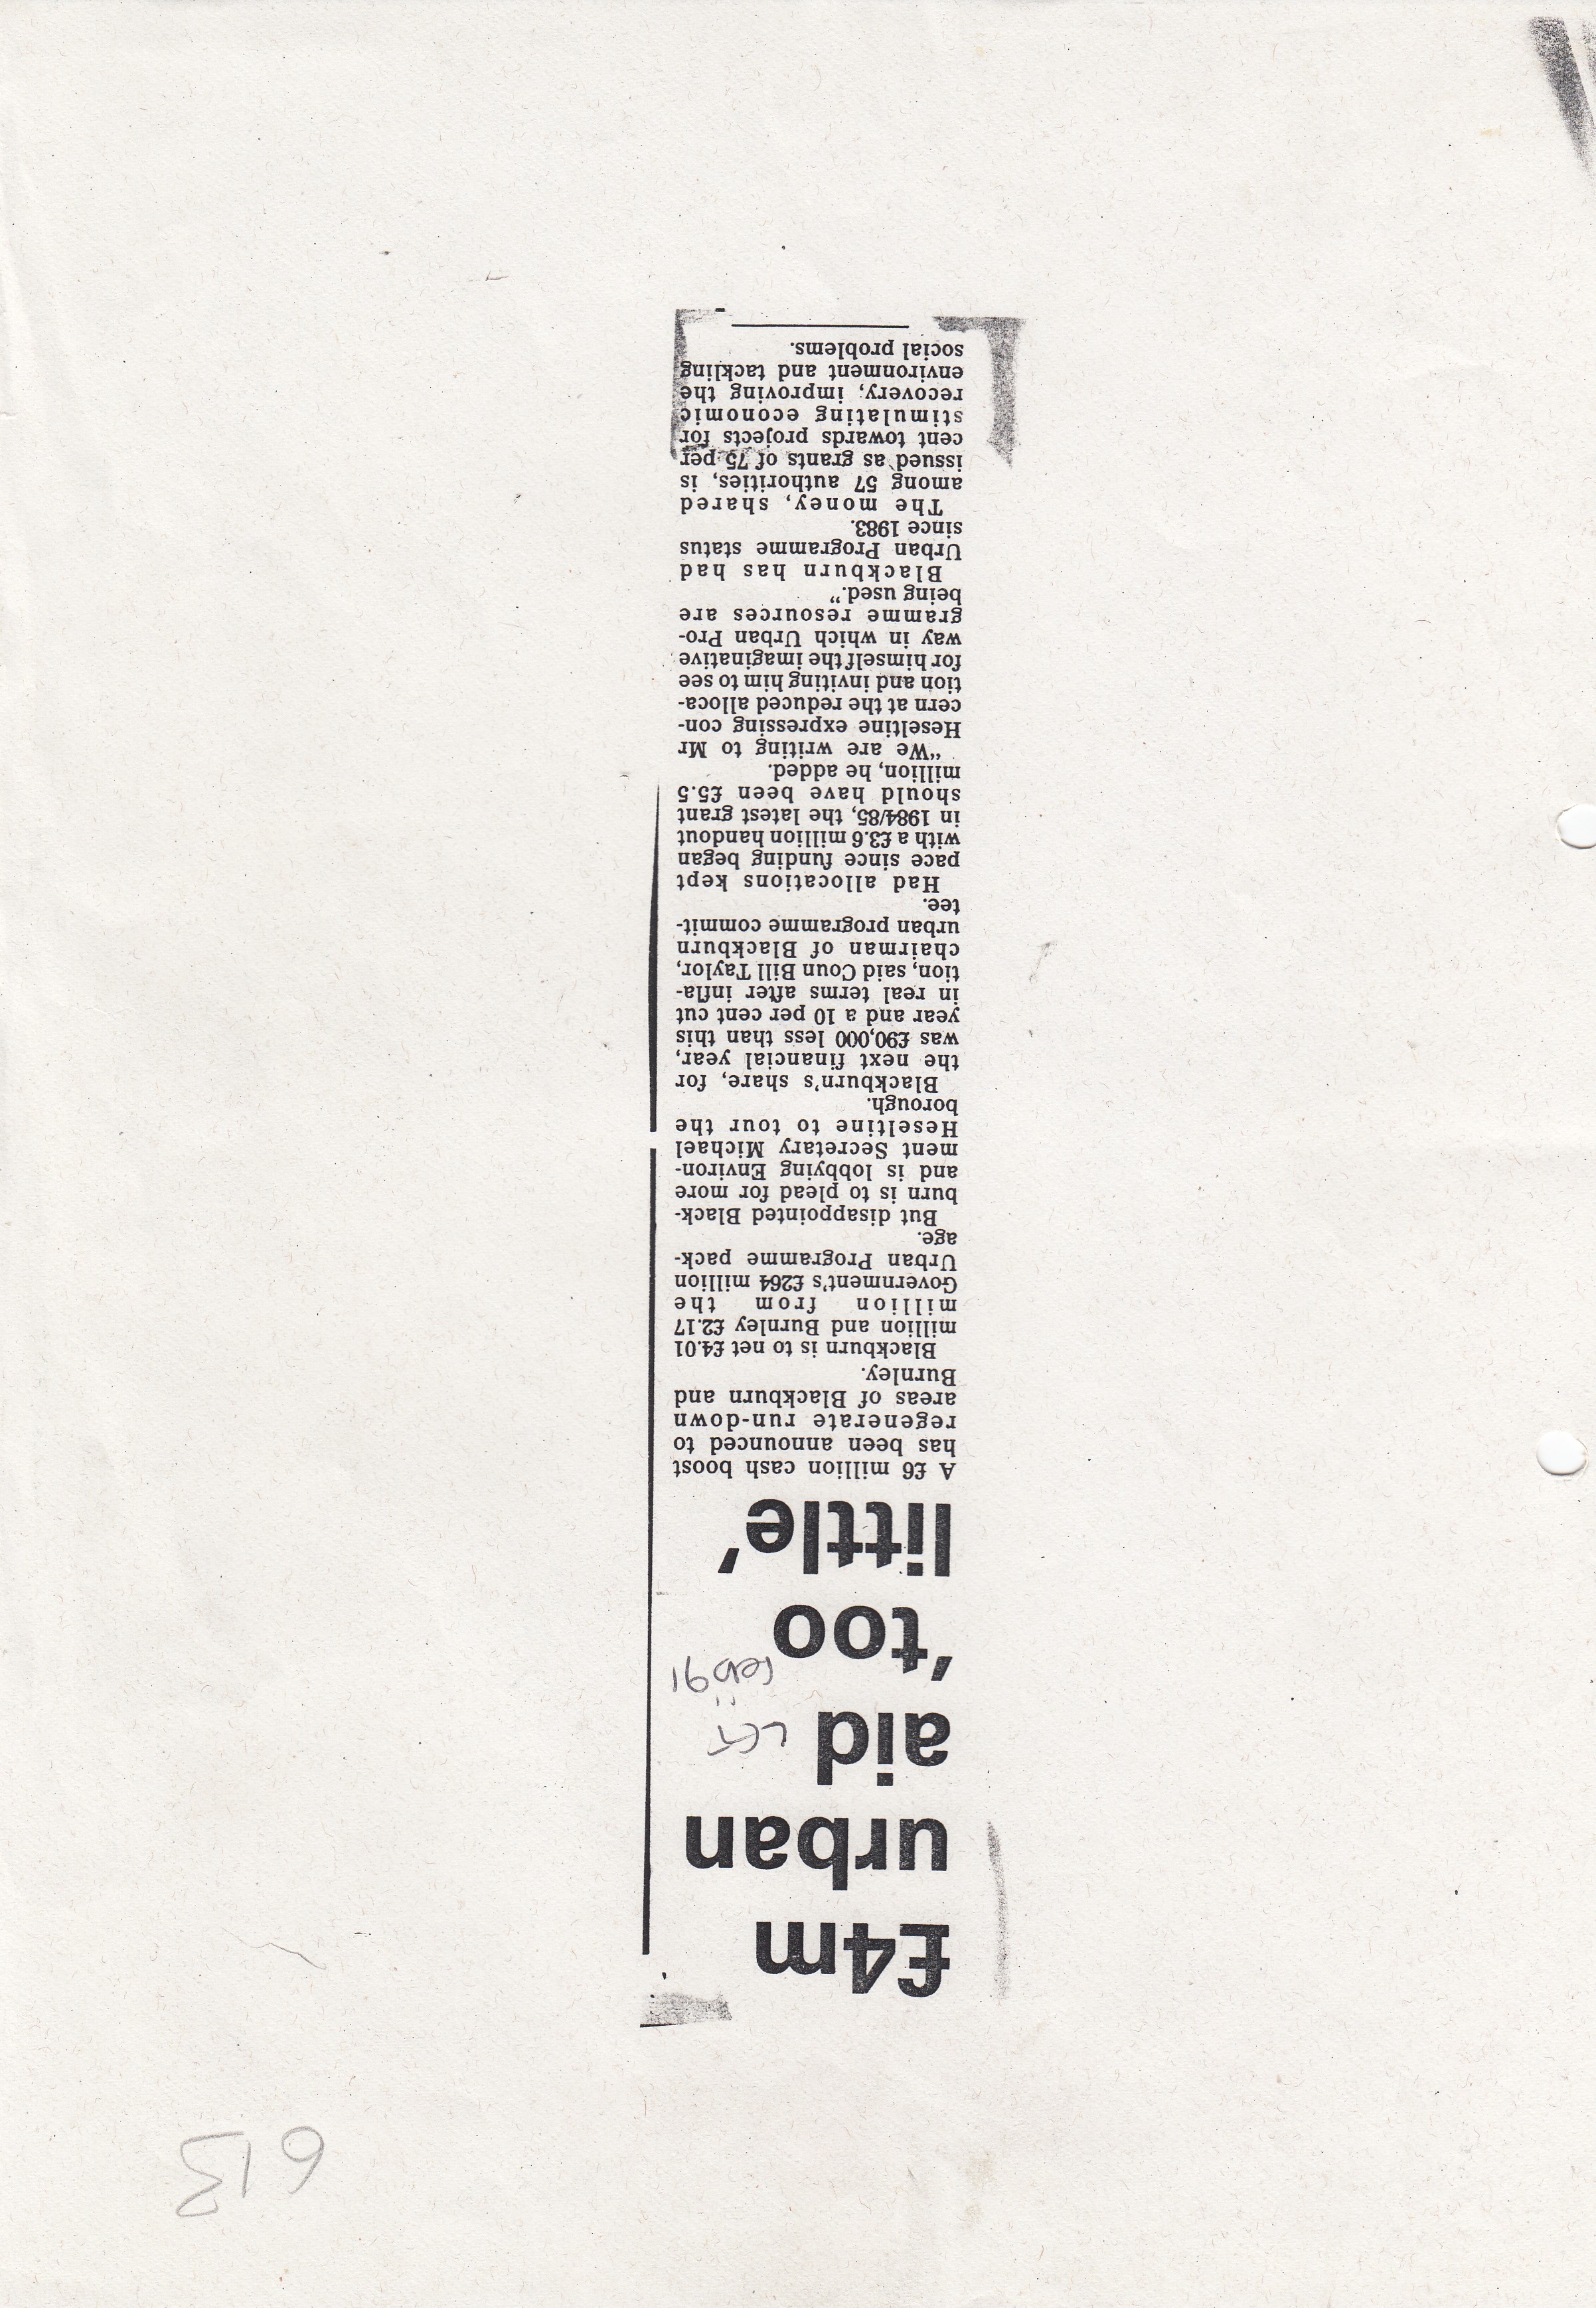 613
£4m
urban
aid
LET
Feb 91
'too
little'
A £6 million cash boost
has been announced to
regenerate run-down
areas of Blackburn and
Burnley.
Blackburn is to net £4.01
million and Burnley £2.17
million from the
Government's £264 million
Urban Programme pack-
age.
But disappointed Black-
burn is to plead for more
and is lobbying Environ-
ment Secretary Michael
Heseltine to tour the
borough.
Blackburn's share, for
the next financial year,
was £90,000 less than this
year and a 10 per cent cut
in real terms after infla-
tion, said Coun Bill Taylor,
chairman of Blackburn
urban programme commit-
tee.
Had allocations kept
pace since funding began
with a £3.6 million handout
in 1984/85, the latest grant
should have been £5.5
million, he added.
"We are writing to Mr
Heseltine expressing con-
cern at the reduced alloca-
tion and inviting him to see
for himself the imaginative
way in which Urban Pro-
gramme resources are
being used."
Blackburn has had
Urban Programme status
since 1983.
The money, shared
among 57 authorities, is
issued as grants of 75 per
cent towards projects for
stimulating economic
recovery, improving the
environment and tackling
social problems.